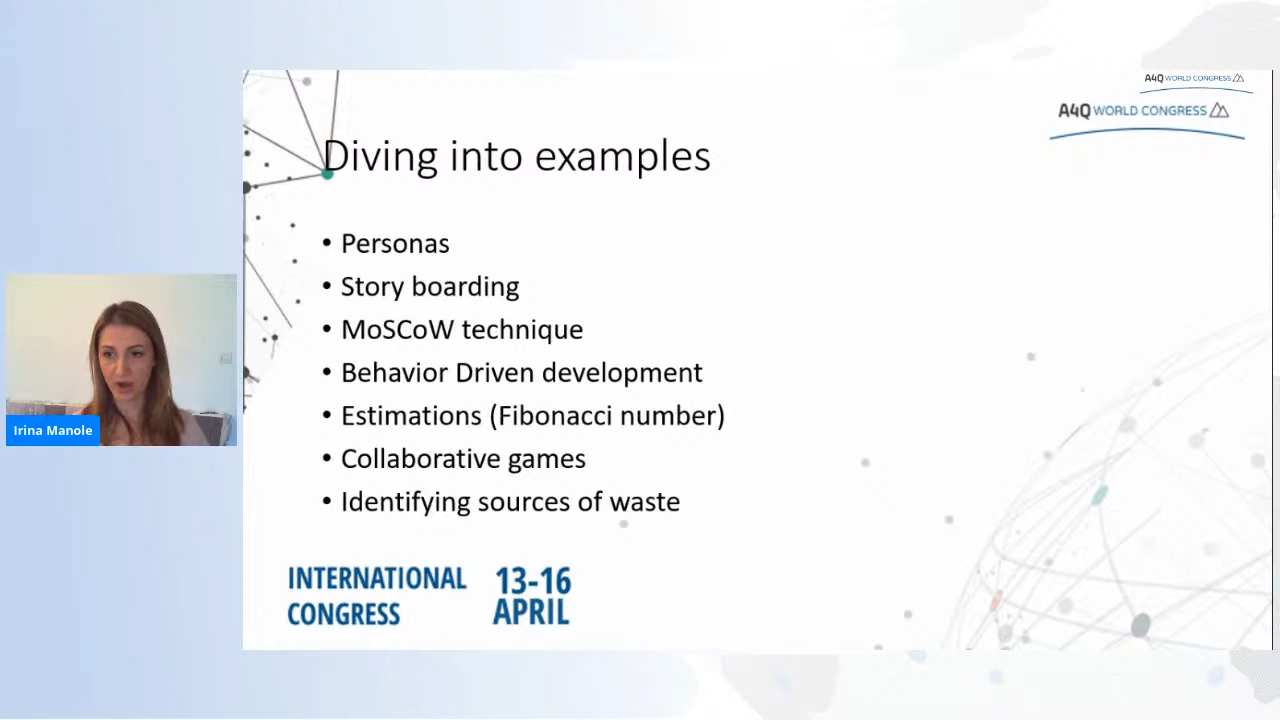 A4Q WORLD CONGRESS
A4Q WORLD CONGRESS
Diving into examples
• Personas
• Story boarding
• MoSCoW technique
• Behavior Driven development
• Estimations (Fibonacci number)
• Collaborative games
• Identifying sources of waste
Irina Manole
INTERNATIONAL
CONGRESS
13-16
APRIL